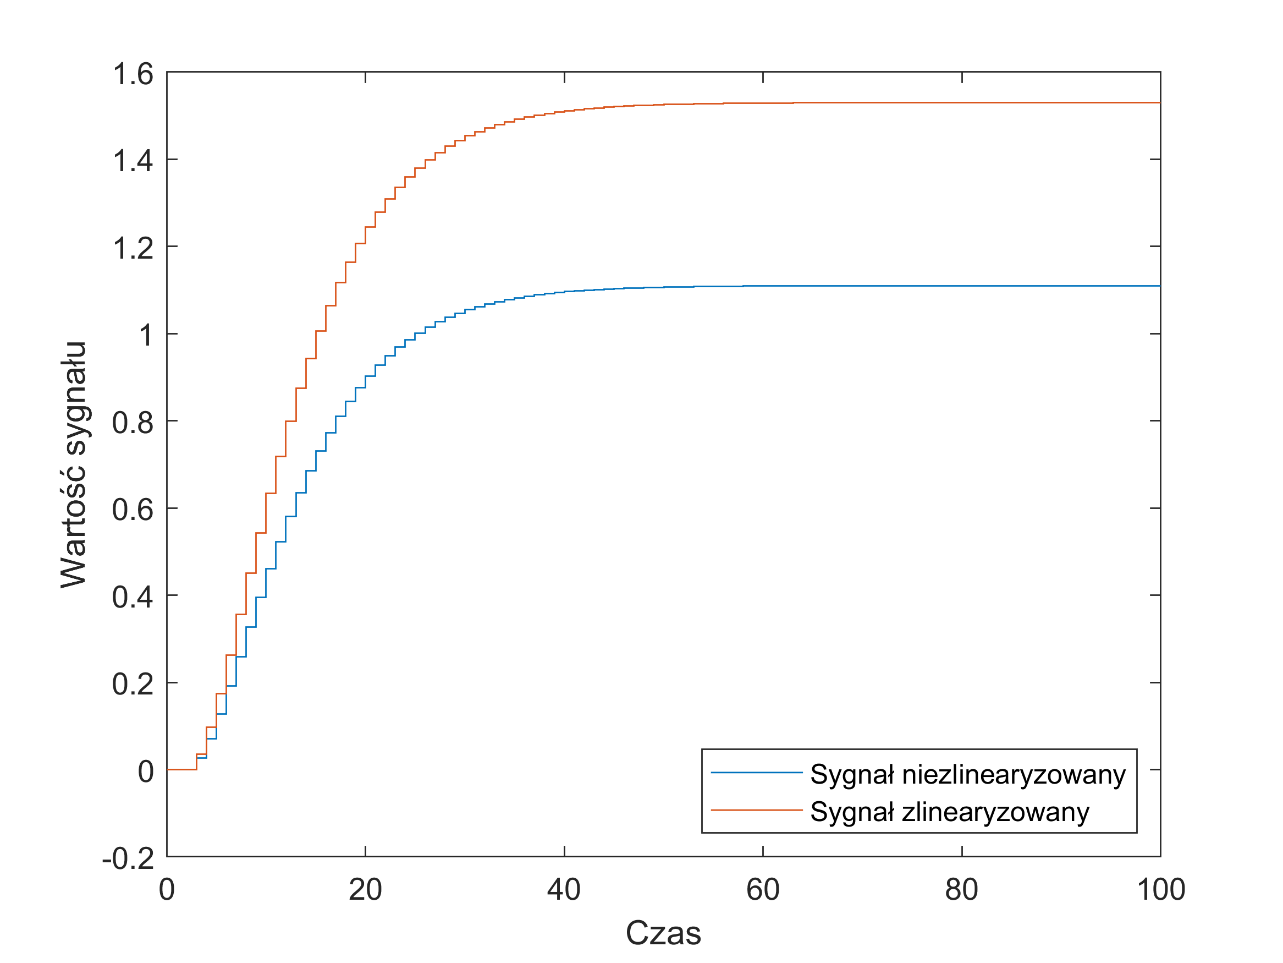 1.6
1.4
1.2
1
0.8
0.6
0.4
0.2
0
-0.2
Wartość sygnału
0 20 40 60 80 100
Czas
Sygnał niezlinearyzowany
Sygnał zlinearyzowany